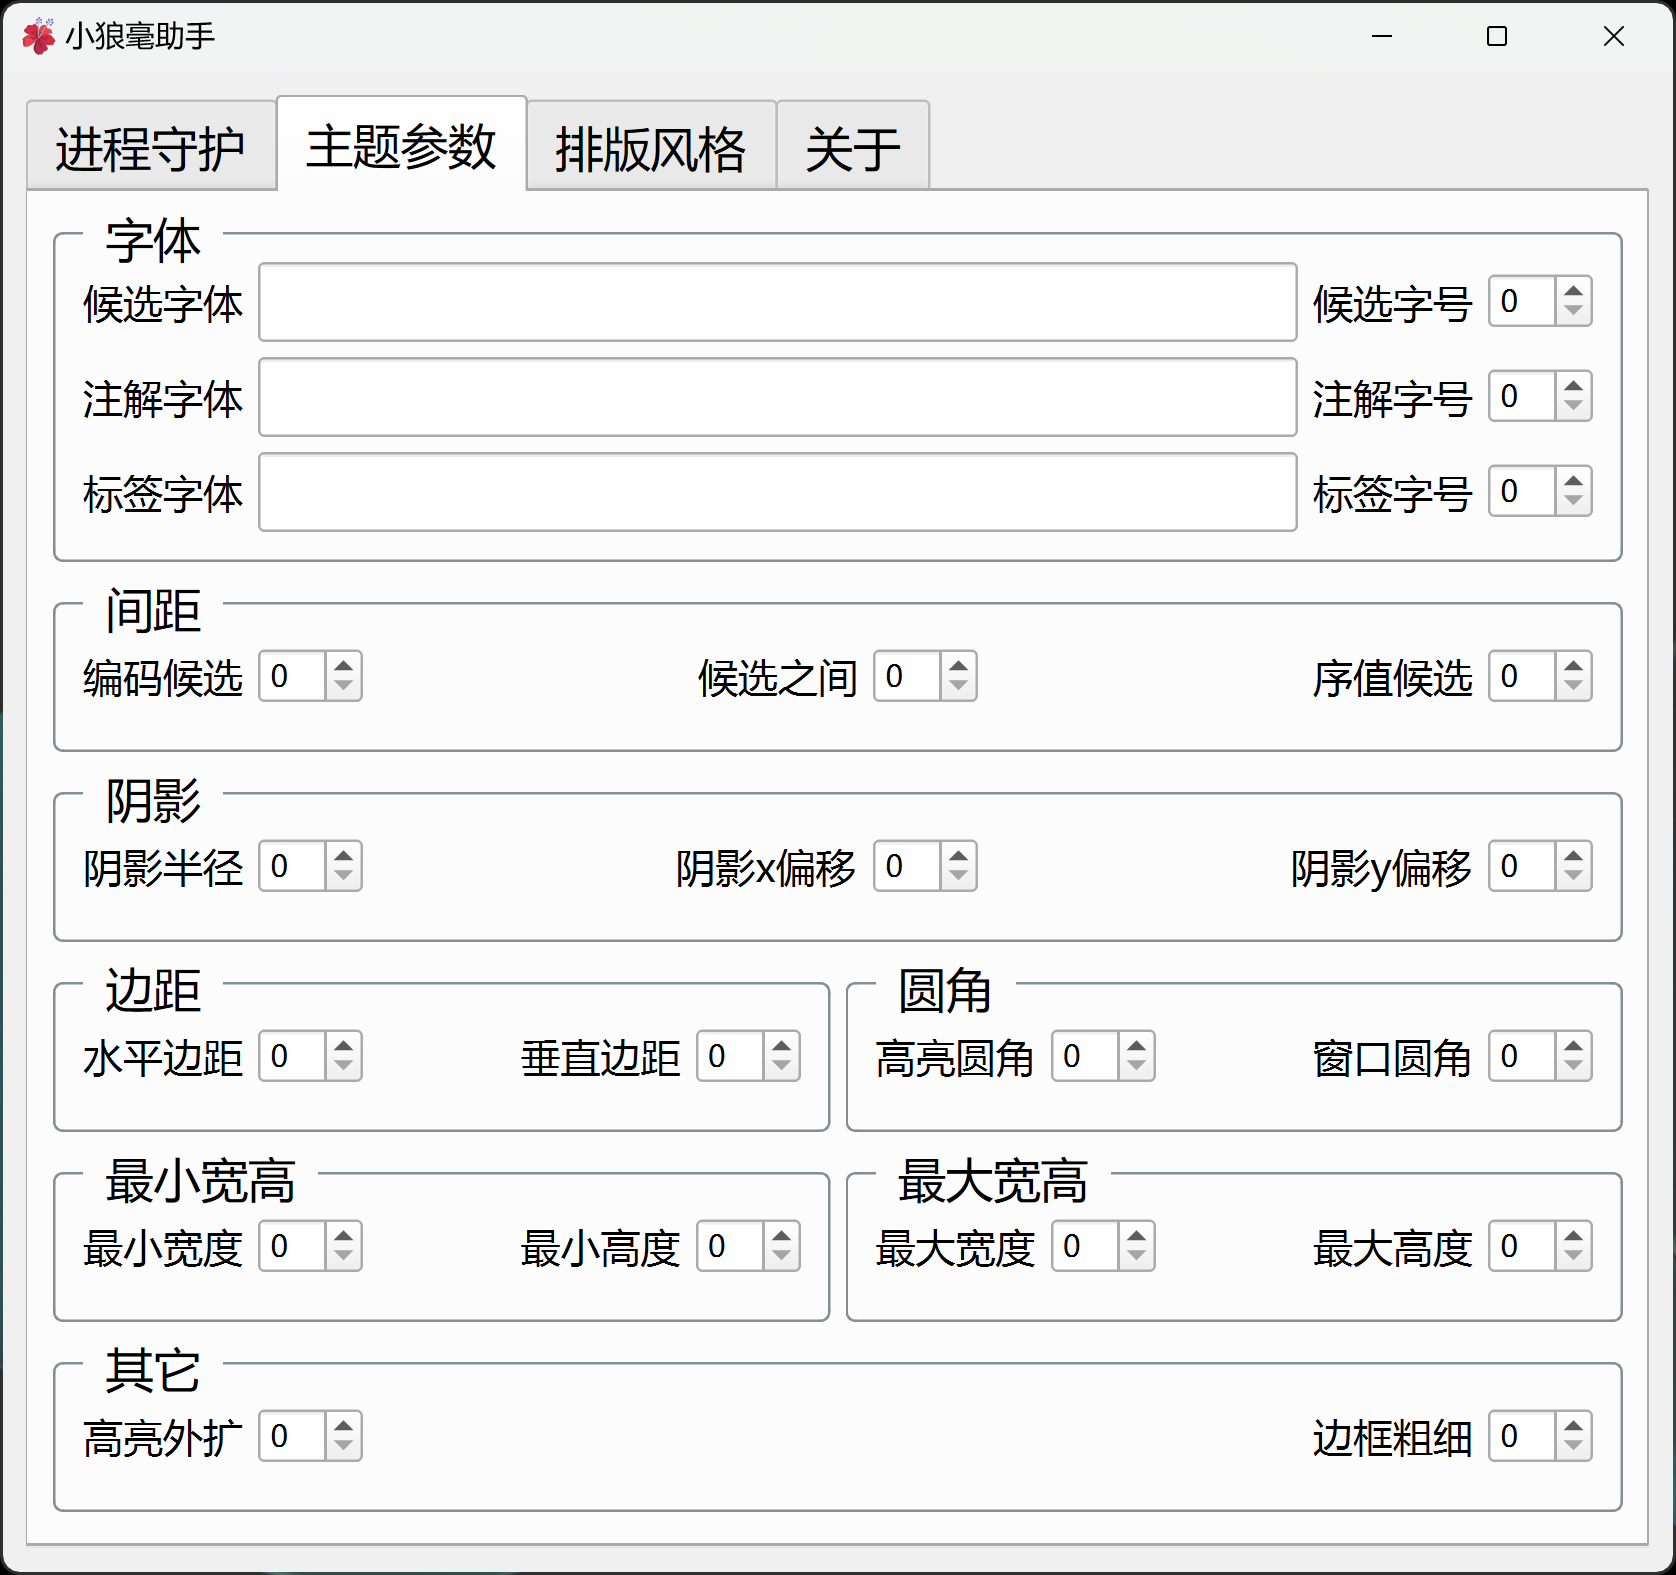 小狼毫助手
进程守护 主题参数 排版风格 关于
字体
候选字体 候选字号 0
注解字体 注解字号 0
标签字体 标签字号 0
间距
编码候选 0 候选之间 0 序值候选 0
阴影
阴影半径 0 阴影x偏移 0 阴影y偏移 0
边距 圆角
水平边距 0 垂直边距 0 高亮圆角 0 窗口圆角 0
最小宽高 最大宽高
最小宽度 0 最小高度 0 最大宽度 0 最大高度 0
其它
高亮外扩 0 边框粗细 0